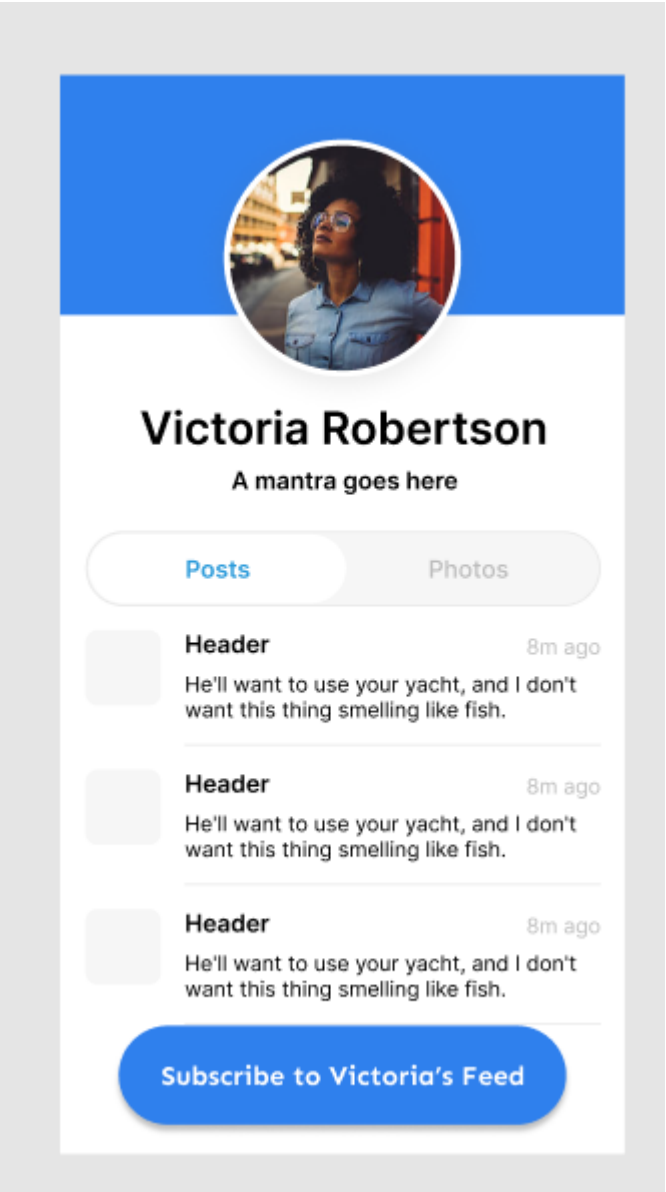 Victoria Robertson
A mantra goes here
Posts
Photos
Header
8m ago
He'll want to use your yacht, and I don't
want this thing smelling like fish.
Header
8m ago
He'll want to use your yacht, and I don't
want this thing smelling like fish.
Header
8m ago
He'll want to use your yacht, and I don't
want this thing smelling like fish.
Subscribe to Victoria’s Feed